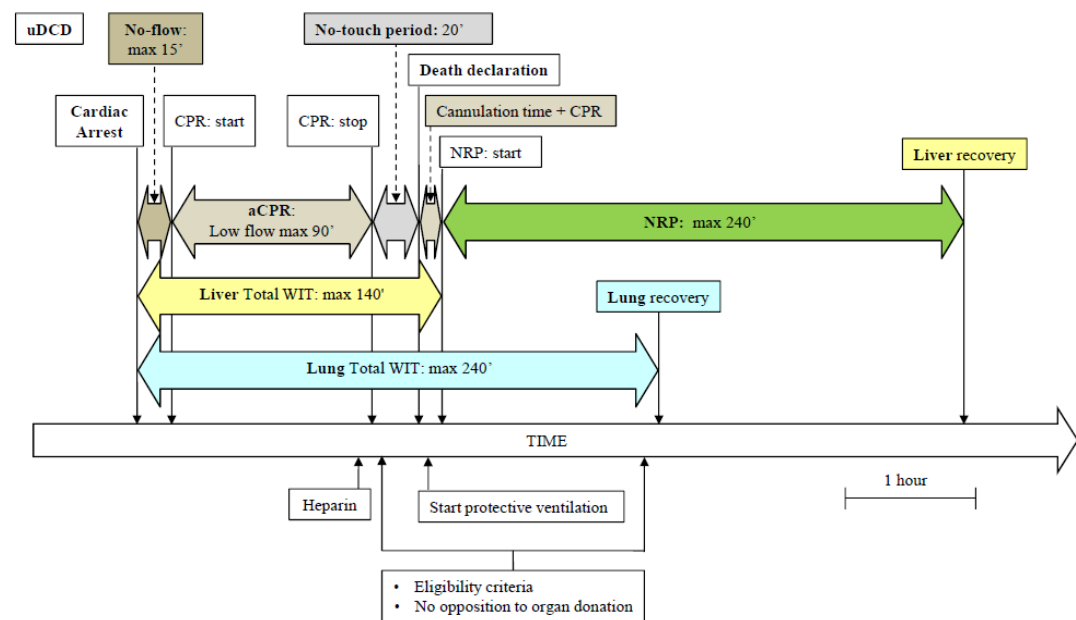 uDCD
No-flow:
max 15’
No-touch period: 20’
Death declaration
Cardiac
Arrest
CPR: start
CPR: stop
Cannulation time + CPR
NRP: start
Liver recovery
aCPR:
Low flow max 90’
NRP: max 240’
Liver Total WIT: max 140'
Lung recovery
Lung Total WIT: max 240’
TIME
Heparin
Start protective ventilation
1 hour
• Eligibility criteria
• No opposition to organ donation